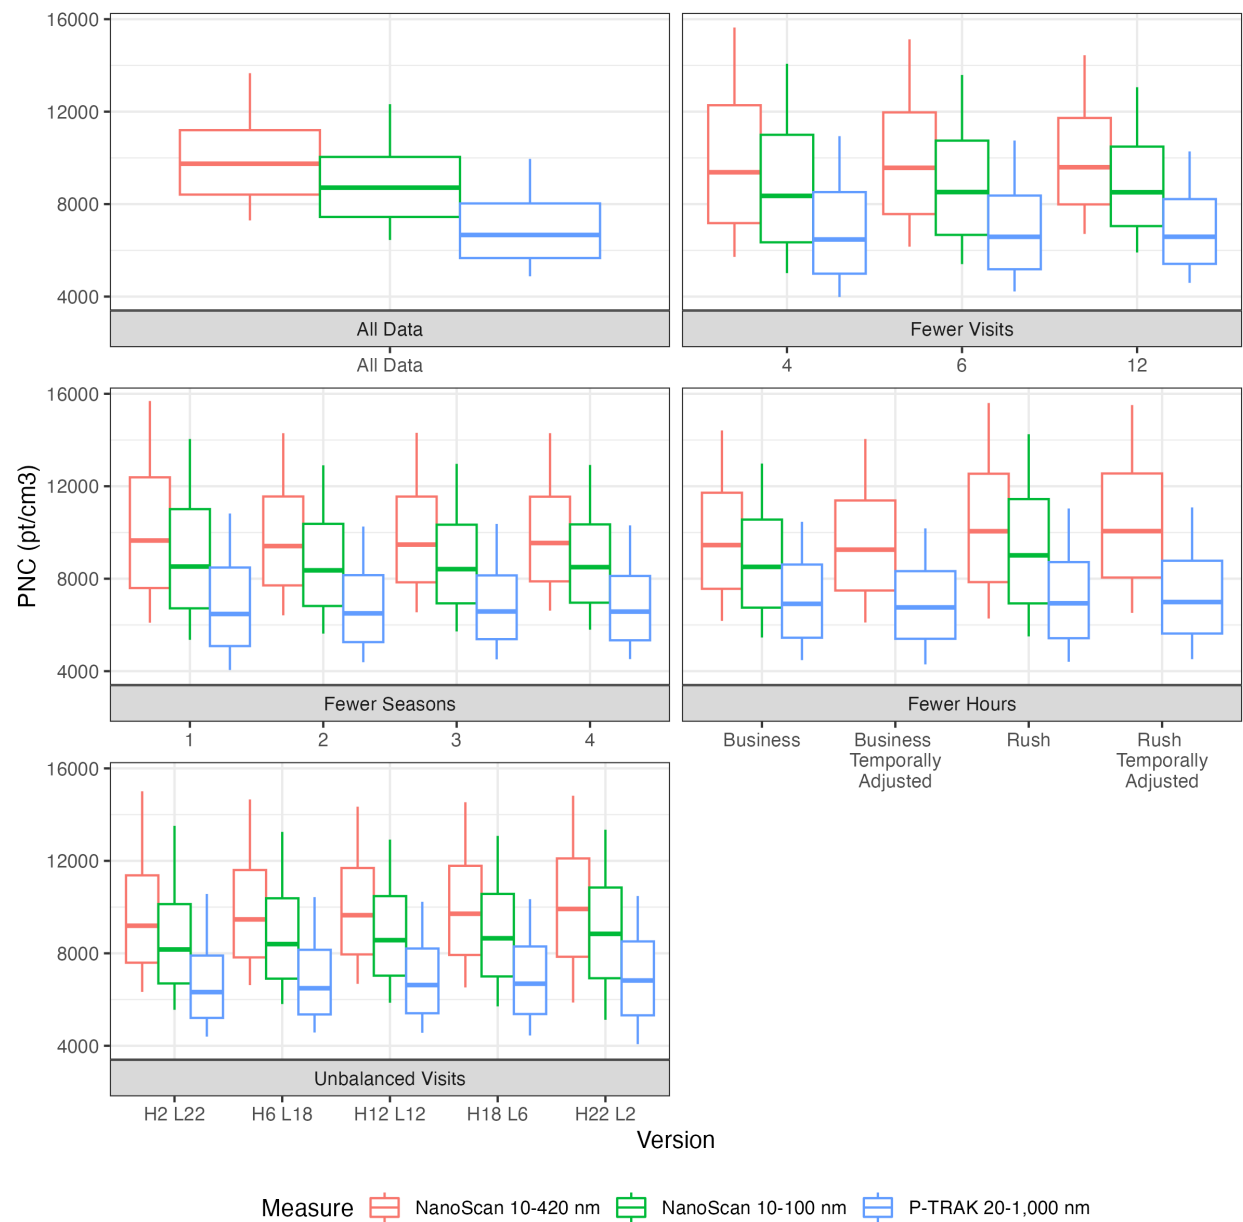 16000
12000
8000
4000
All Data
All Data
Fewer Visits
4 6 12
PNC (pt/cm3)
16000
12000
8000
4000
Fewer Seasons
1 2 3 4
Fewer Hours
Business
Business
Temporally
Adjusted
Rush
Rush
Temporally
Adjusted
16000
12000
8000
4000
Unbalanced Visits
H2 L22 H6 L18 H12 L12 H18 L6 H22 L2
Version
Measure NanoScan 10-420 nm NanoScan 10-100 nm P-TRAK 20-1,000 nm